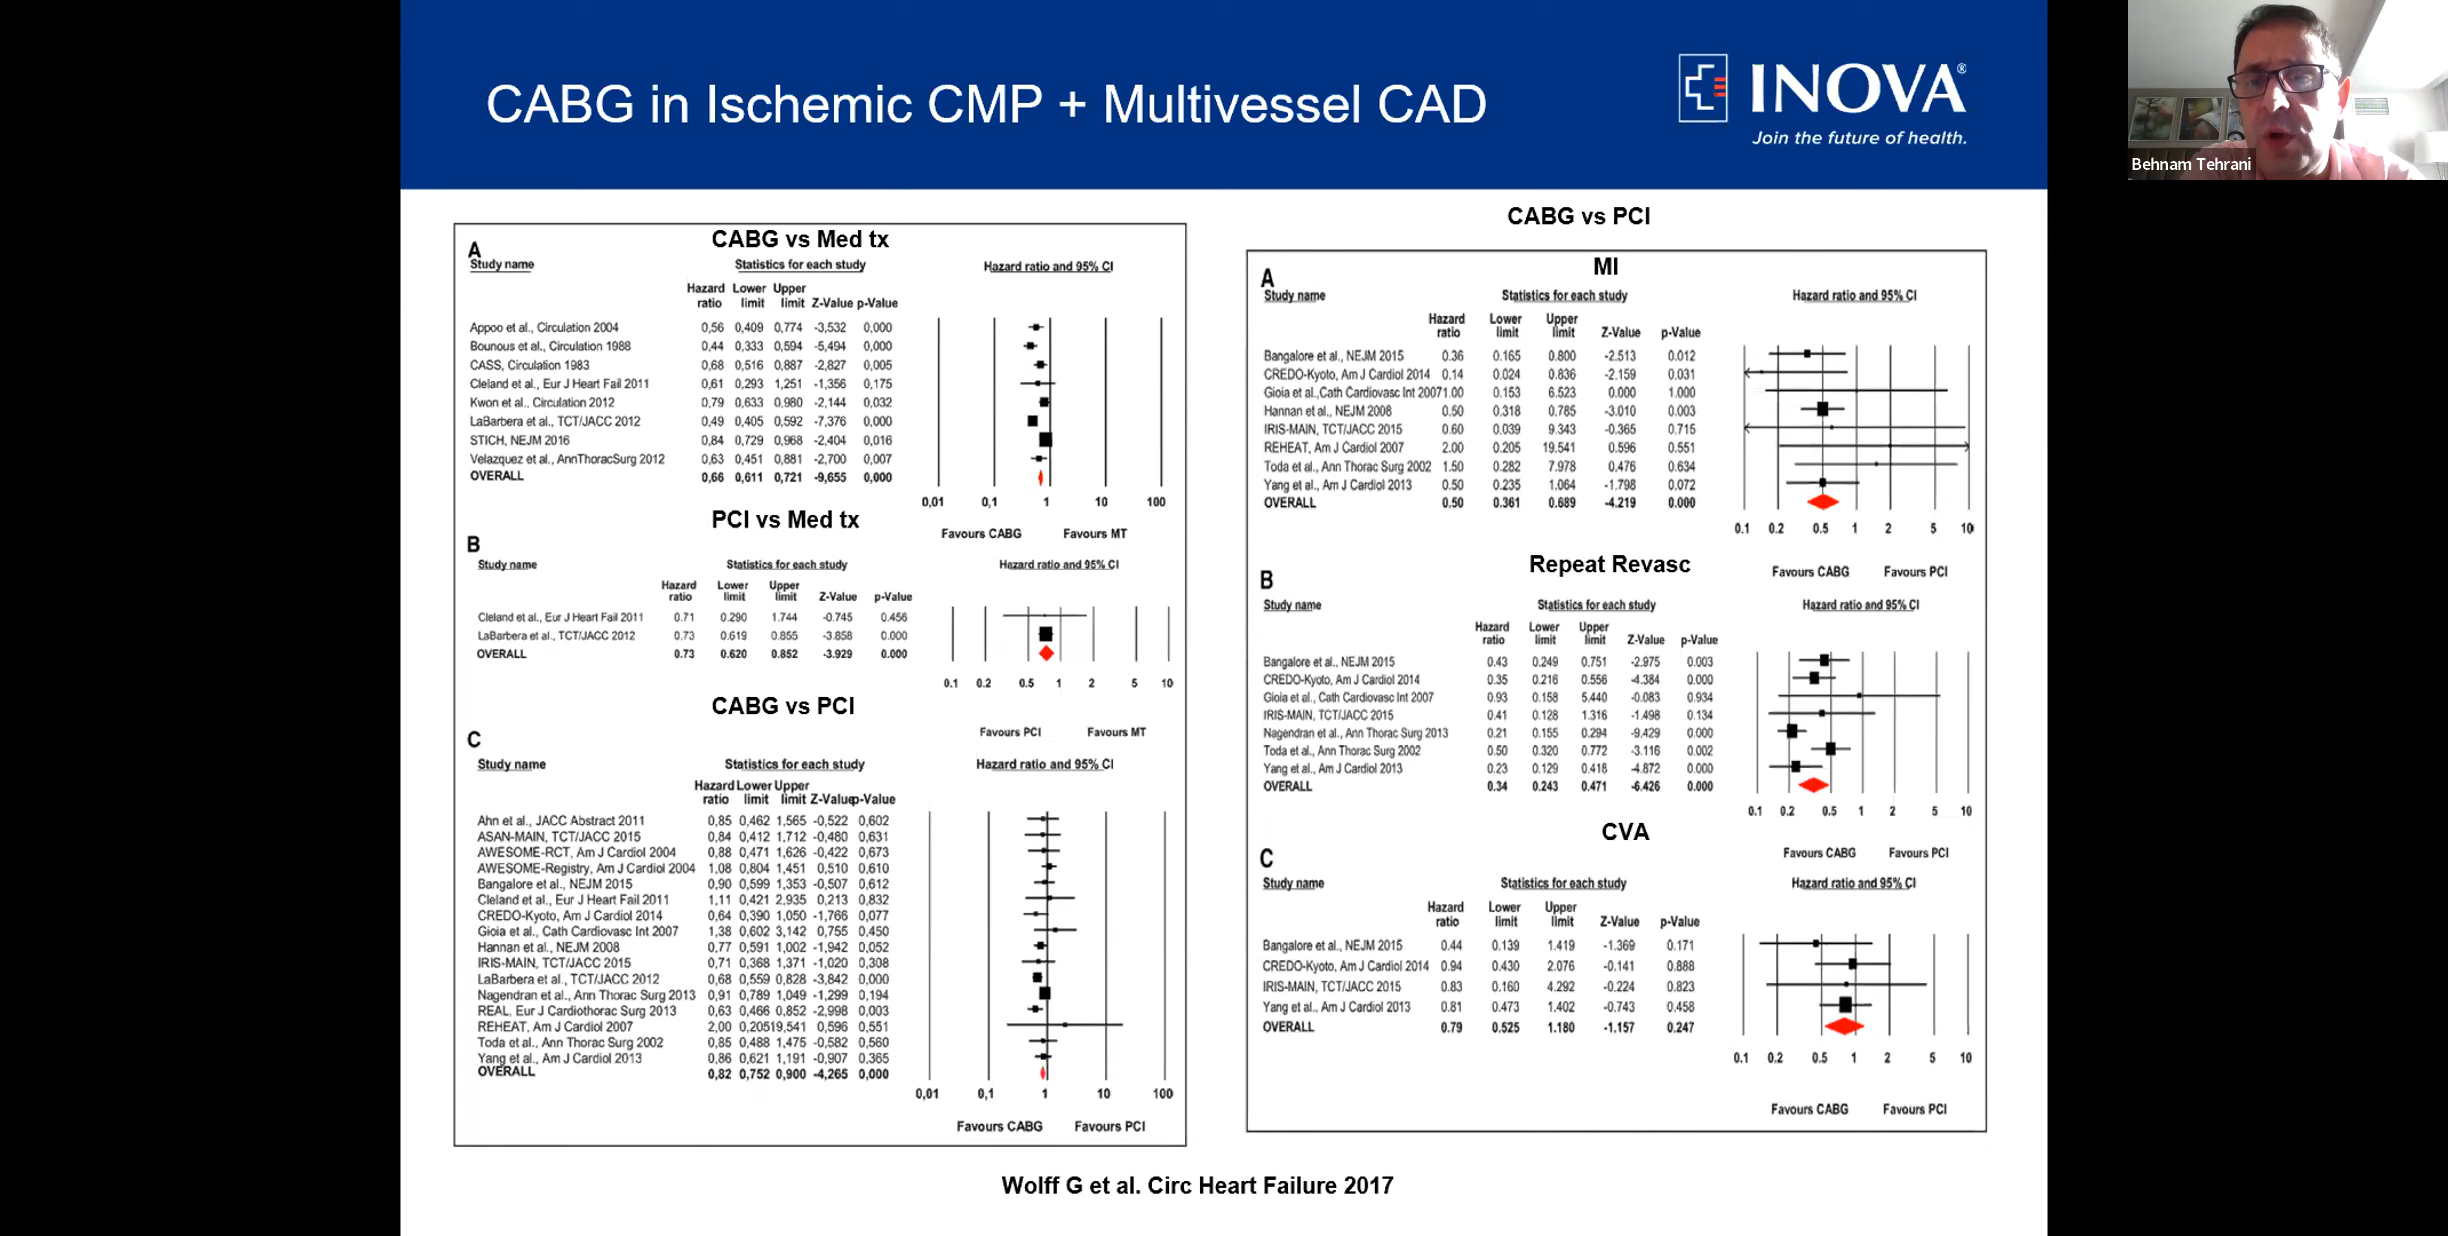 CABG in Ischemic CMP + Multivessel CAD
INOVA®
Join the future of health.
Behnam Tehrani
CABG vs Med tx
A
Study name Statistics for each study Hazard ratio and 95% CI
Hazard Lower Upper
ratio limit limit Z-Value p-Value
Appoo et al., Circulation 2004 0,56 0,409 0,774 -3,532 0,000
Bounous et al., Circulation 1988 0,44 0,333 0,594 -5,494 0,000
CASS, Circulation 1983 0,68 0,516 0,887 -2,827 0,005
Cleland et al., Eur J Heart Fail 2011 0,61 0,293 1,251 -1,356 0,175
Kwon et al., Circulation 2012 0,79 0,633 0,980 -2,144 0,032
LaBarbera et al., TCT/JACC 2012 0,49 0,405 0,592 -7,376 0,000
STICH, NEJM 2016 0,84 0,729 0,968 -2,404 0,016
Velazquez et al., AnnThoracSurg 2012 0,63 0,451 0,881 -2,700 0,007
OVERALL 0,66 0,611 0,721 -9,655 0,000
0,01 0,1 1 10 100
Favours CABG Favours MT
PCI vs Med tx
B
Study name Statistics for each study Hazard ratio and 95% CI
Hazard Lower Upper
ratio limit limit Z-Value p-Value
Cleland et al., Eur J Heart Fail 2011 0.71 0.290 1.744 -0.745 0.456
LaBarbera et al., TCT/JACC 2012 0.73 0.619 0.855 -3.858 0.000
OVERALL 0.73 0.620 0.852 -3.929 0.000
0.1 0.2 0.5 1 2 5 10
Favours PCI Favours MT
CABG vs PCI
C
Study name Statistics for each study Hazard ratio and 95% CI
Hazard Lower Upper
ratio limit limit Z-Value p-Value
Ahn et al., JACC Abstract 2011 0,85 0,462 1,565 -0,522 0,602
ASAN-MAIN, TCT/JACC 2015 0,84 0,412 1,712 -0,480 0,631
AWESOME-RCT, Am J Cardiol 2004 0,88 0,471 1,626 -0,422 0,673
AWESOME-Registry, Am J Cardiol 2004 1,08 0,804 1,451 0,510 0,610
Bangalore et al., NEJM 2015 0,90 0,599 1,353 -0,507 0,612
Cleland et al., Eur J Heart Fail 2011 1,11 0,421 2,935 0,213 0,832
CREDO-Kyoto, Am J Cardiol 2014 0,64 0,390 1,050 -1,766 0,077
Gioia et al., Cath Cardiovasc Int 2007 1,38 0,602 3,142 0,755 0,450
Hannan et al., NEJM 2008 0,77 0,591 1,002 -1,942 0,052
IRIS-MAIN, TCT/JACC 2015 0,71 0,368 1,371 -1,020 0,308
LaBarbera et al., TCT/JACC 2012 0,68 0,559 0,828 -3,842 0,000
Nagendran et al., Ann Thorac Surg 2013 0,91 0,789 1,049 -1,299 0,194
REAL, Eur J Cardiothorac Surg 2013 0,63 0,466 0,852 -2,998 0,003
REHEAT, Am J Cardiol 2007 2,00 0,205 19,541 0,596 0,551
Toda et al., Ann Thorac Surg 2002 0,85 0,488 1,475 -0,582 0,560
Yang et al., Am J Cardiol 2013 0,86 0,621 1,191 -0,907 0,365
OVERALL 0,82 0,752 0,900 -4,265 0,000
0,01 0,1 1 10 100
Favours CABG Favours PCI
CABG vs PCI
MI
A
Study name Statistics for each study Hazard ratio and 95% CI
Hazard Lower Upper
ratio limit limit Z-Value p-Value
Bangalore et al., NEJM 2015 0.36 0.165 0.800 -2.513 0.012
CREDO-Kyoto, Am J Cardiol 2014 0.14 0.024 0.836 -2.159 0.031
Gioia et al.,Cath Cardiovasc Int 2007 1.00 0.153 6.523 0.000 1.000
Hannan et al., NEJM 2008 0.50 0.318 0.785 -3.010 0.003
IRIS-MAIN, TCT/JACC 2015 0.60 0.039 9.343 -0.365 0.715
REHEAT, Am J Cardiol 2007 2.00 0.205 19.541 0.596 0.551
Toda et al., Ann Thorac Surg 2002 1.50 0.282 7.978 0.476 0.634
Yang et al., Am J Cardiol 2013 0.50 0.235 1.064 -1.798 0.072
OVERALL 0.50 0.361 0.689 -4.219 0.000
0.1 0.2 0.5 1 2 5 10
Favours CABG Favours PCI
Repeat Revasc
B
Study name Statistics for each study Hazard ratio and 95% CI
Hazard Lower Upper
ratio limit limit Z-Value p-Value
Bangalore et al., NEJM 2015 0.43 0.249 0.751 -2.975 0.003
CREDO-Kyoto, Am J Cardiol 2014 0.35 0.216 0.556 -4.384 0.000
Gioia et al., Cath Cardiovasc Int 2007 0.93 0.158 5.440 -0.083 0.934
IRIS-MAIN, TCT/JACC 2015 0.41 0.128 1.316 -1.498 0.134
Nagendran et al., Ann Thorac Surg 2013 0.21 0.155 0.294 -9.429 0.000
Toda et al., Ann Thorac Surg 2002 0.50 0.320 0.772 -3.116 0.002
Yang et al., Am J Cardiol 2013 0.23 0.129 0.418 -4.872 0.000
OVERALL 0.34 0.243 0.471 -6.426 0.000
0.1 0.2 0.5 1 2 5 10
Favours CABG Favours PCI
CVA
C
Study name Statistics for each study Hazard ratio and 95% CI
Hazard Lower Upper
ratio limit limit Z-Value p-Value
Bangalore et al., NEJM 2015 0.44 0.139 1.419 -1.369 0.171
CREDO-Kyoto, Am J Cardiol 2014 0.94 0.430 2.076 -0.141 0.888
IRIS-MAIN, TCT/JACC 2015 0.83 0.160 4.292 -0.224 0.823
Yang et al., Am J Cardiol 2013 0.81 0.473 1.402 -0.743 0.458
OVERALL 0.79 0.525 1.180 -1.157 0.247
0.1 0.2 0.5 1 2 5 10
Favours CABG Favours PCI
Wolff G et al. Circ Heart Failure 2017